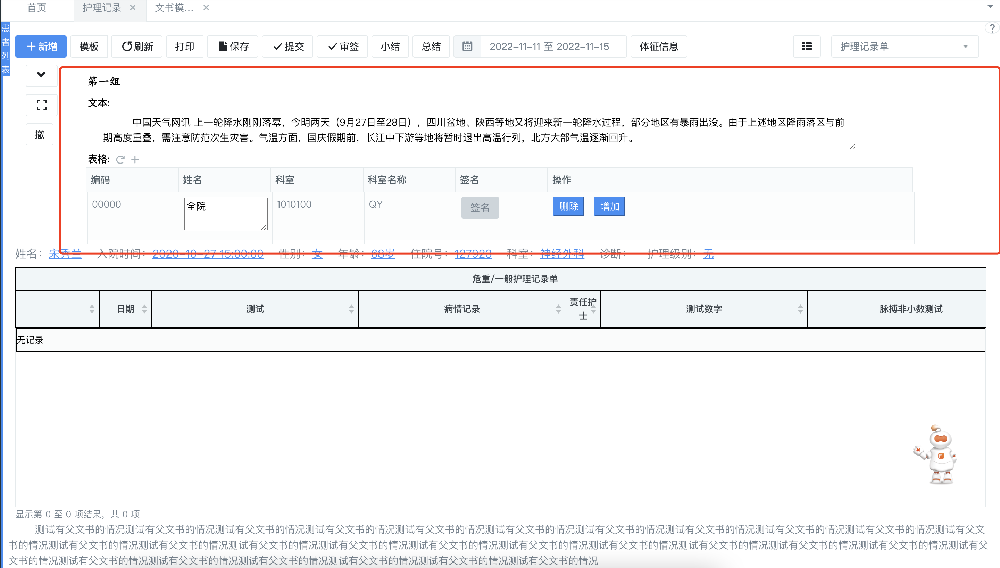 首页 护理记录 × 文书模... ×
患者列表
?
+新增 模板 刷新 打印 保存 提交 审签 小结 总结 2022-11-11 至 2022-11-15 体征信息 护理记录单
撤
第一组
文本:
中国天气网讯 上一轮降水刚刚落幕，今明两天（9月27日至28日），四川盆地、陕西等地又将迎来新一轮降水过程，部分地区有暴雨出没。由于上述地区降雨落区与前
期高度重叠，需注意防范次生灾害。气温方面，国庆假期前，长江中下游等地将暂时退出高温行列，北方大部气温逐渐回升。
表格:
编码 姓名 科室 科室名称 签名 操作
00000 全院 1010100 QY 签名 删除 增加
姓名： 宋秀兰 入院时间： 2020-10-27 15:00:00 性别： 女 年龄： 68岁 住院号： 127923 科室： 神经外科 诊断： 护理级别： 无
危重/一般护理记录单
日期 测试 病情记录 责任护士 测试数字 脉搏非小数测试
无记录
F
显示第 0 至 0 项结果，共 0 项
测试有父文书的情况测试有父文书的情况测试有父文书的情况测试有父文书的情况测试有父文书的情况测试有父文书的情况测试有父文书的情况测试有父文书的情况测试有父文书的情况测试有父文书的情况测试有父文
书的情况测试有父文书的情况测试有父文书的情况测试有父文书的情况测试有父文书的情况测试有父文书的情况测试有父文书的情况测试有父文书的情况测试有父文书的情况测试有父文书的情况测试有父
文书的情况测试有父文书的情况测试有父文书的情况测试有父文书的情况测试有父文书的情况测试有父文书的情况